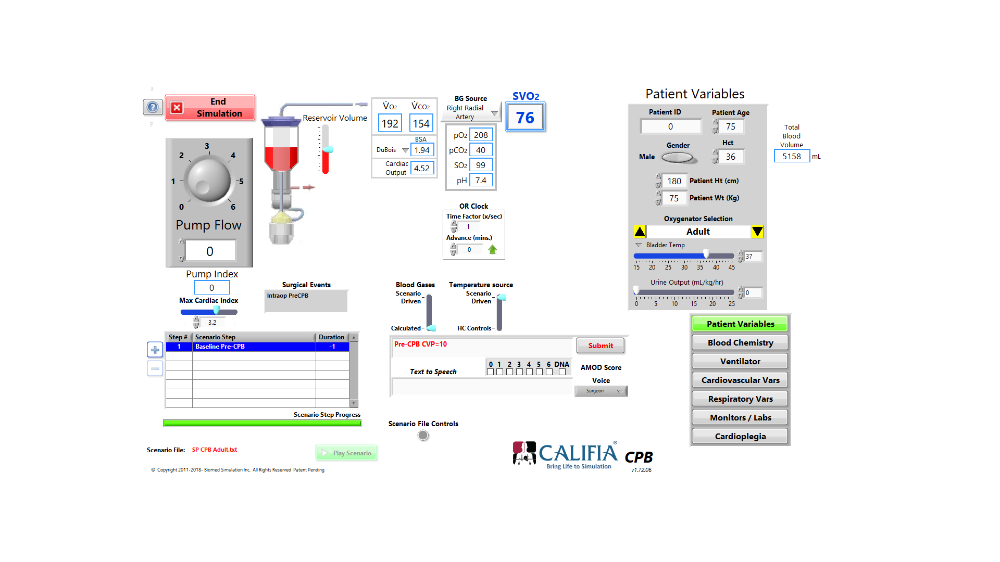 a
F
End
Simulation
3
2
4
1
5
0
6
Pump Flow
0
Pump Index
0
Max Cardiac Index
3.2
Reservoir Volume
V̇O2
V̇CO2
192
154
BSA
DuBois
1.94
Cardiac
Output
4.52
BG Source
Right Radial
Artery
pO2 208
pCO2 40
SO2 99
pH 7.4
SVO2
76
OR Clock
Time Factor (x/sec)
1
Advance (mins.)
0
Surgical Events
Intraop PreCPB
Blood Gases
Scenario
Driven
Calculated
Temperature source
Scenario
Driven
HC Controls
Patient Variables
Patient ID
0
Patient Age
75
Gender
Male
Hct
36
180 Patient Ht (cm)
75 Patient Wt (Kg)
Oxygenator Selection
Adult
Bladder Temp
37
15 20 25 30 35 40 45
Urine Output (mL/kg/hr)
0
0 5 10 15 20 25
Total
Blood
Volume
5158 mL
Patient Variables
Blood Chemistry
Ventilator
Cardiovascular Vars
Respiratory Vars
Monitors / Labs
Cardioplegia
Step # Scenario Step Duration
1 Baseline Pre-CPB -1
Scenario Step Progress
Pre-CPB CVP=10
Submit
0 1 2 3 4 5 6 DNA
Text to Speech
AMOD Score
Voice
Surgeon
Scenario File Controls
Scenario File: SP CPB Adult.txt
Play Scenario
© Copyright 2011-2018- Biomed Simulation Inc. All Rights Reserved Patent Pending
CALIFIA®
Bring Life to Simulation
CPB
v1.72.06